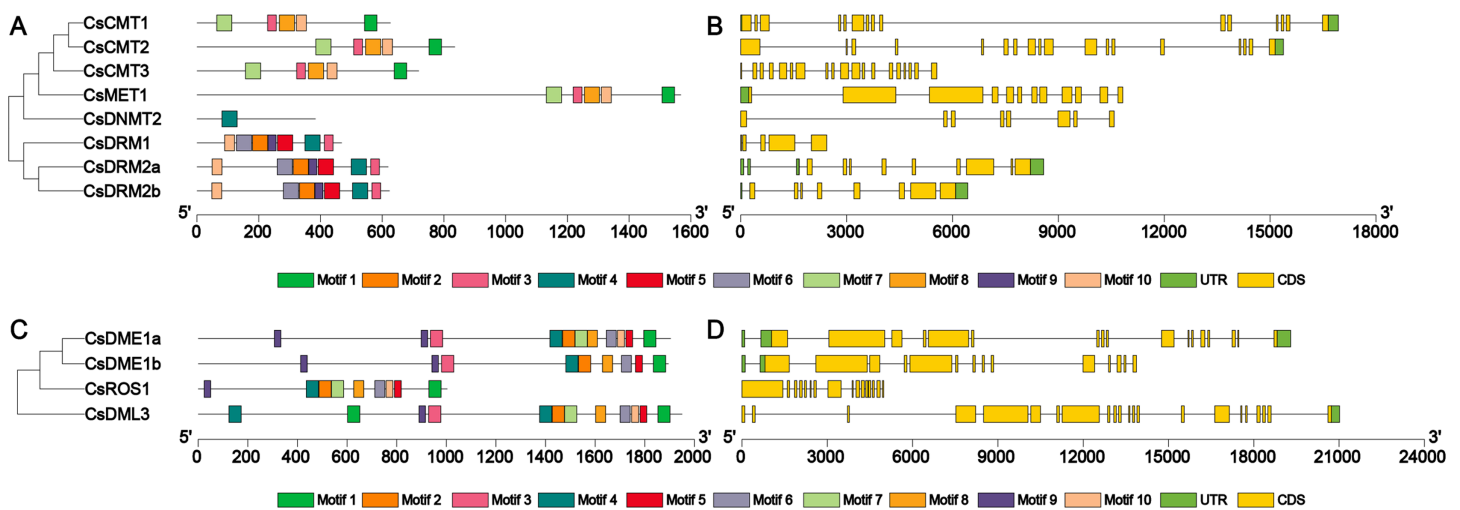 A
B
CsCMT1
CsCMT2
CsCMT3
CsMET1
CsDNMT2
CsDRM1
CsDRM2a
CsDRM2b
5' 3' 5' 3'
0 200 400 600 800 1000 1200 1400 1600 0 3000 6000 9000 12000 15000 18000
Motif 1 Motif 2 Motif 3 Motif 4 Motif 5 Motif 6 Motif 7 Motif 8 Motif 9 Motif 10 UTR CDS
C
D
CsDME1a
CsDME1b
CsROS1
CsDML3
5' 3' 5' 3'
0 200 400 600 800 1000 1200 1400 1600 1800 2000 0 3000 6000 9000 12000 15000 18000 21000 24000
Motif 1 Motif 2 Motif 3 Motif 4 Motif 5 Motif 6 Motif 7 Motif 8 Motif 9 Motif 10 UTR CDS